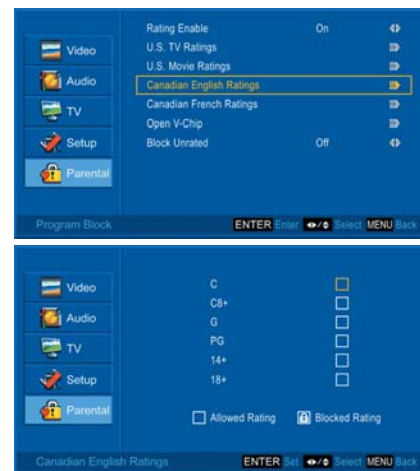 Rating Enable On
Video U.S. TV Ratings
U.S. Movie Ratings
Audio Canadian English Ratings
TV Canadian French Ratings
Open V-Chip
Setup Block Unrated Off
Parental
Program Block ENTER Enter Select MENU Back
Video C
C8+
Audio G
TV PG
14+
Setup 18+
Parental Allowed Rating Blocked Rating
Canadian English Ratings ENTER Set Select MENU Back